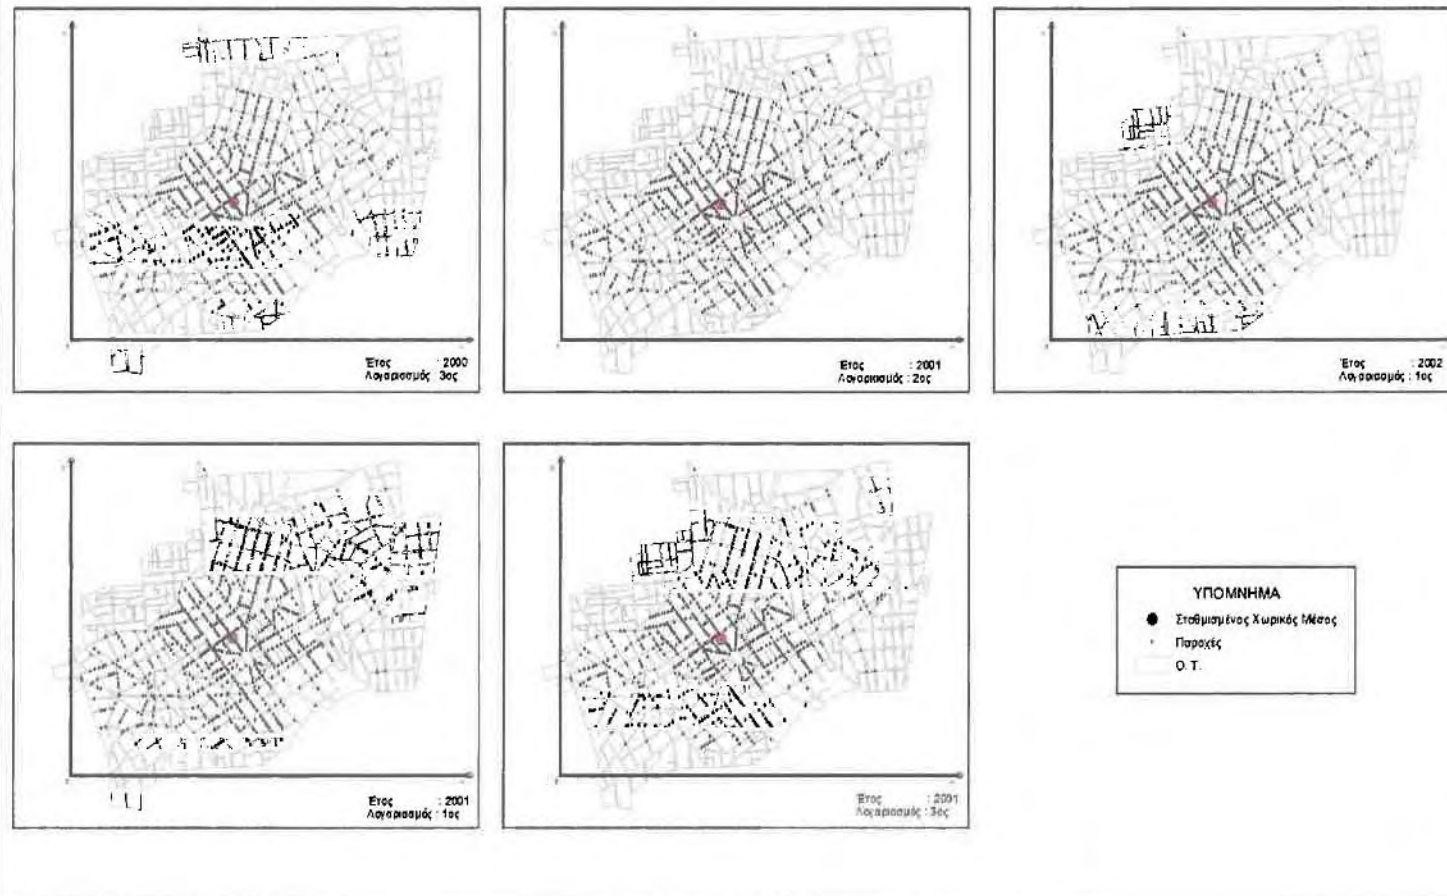 Έτος : 2000
Λογαριασμός : 3ος
Έτος : 2001
Λογαριασμός : 2ος
Έτος : 2002
Λογαριασμός : 1ος
Έτος : 2001
Λογαριασμός : 1ος
Έτος : 2001
Λογαριασμός : 3ος
ΥΠΟΜΝΗΜΑ
Σταθμισμένος Χωρικός Μέσος
Παροχές
Ο.Τ.